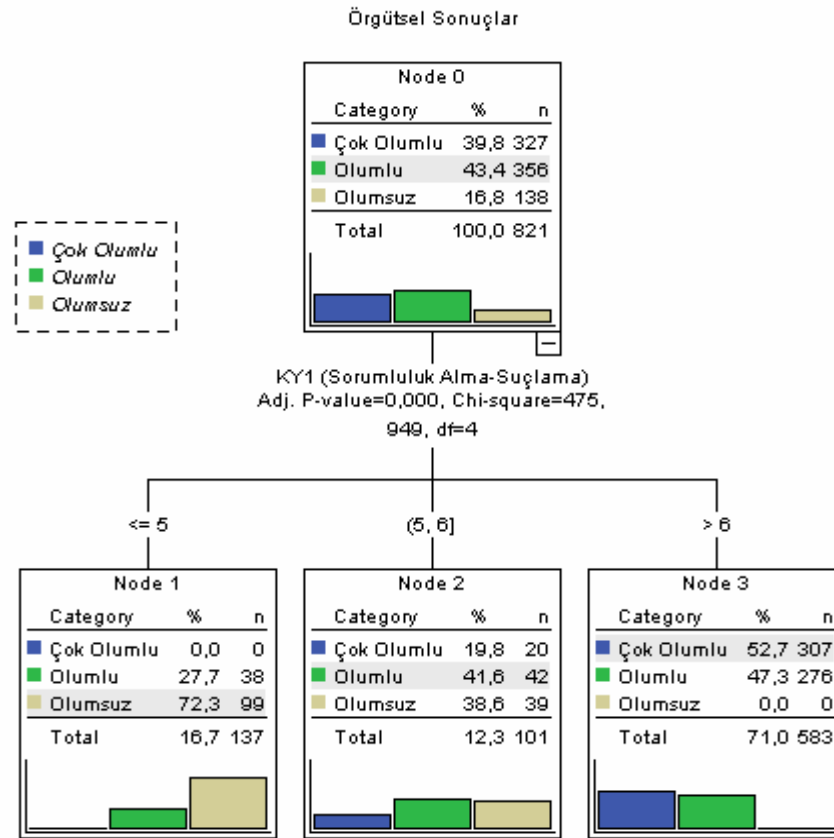 Örgütsel Sonuçlar
Node 0
Category % n
Çok Olumlu 39,8 327
Olumlu 43,4 356
Olumsuz 16,8 138
Total 100,0 821
Çok Olumlu
Olumlu
Olumsuz
KY1 (Sorumluluk Alma-Suçlama)
Adj. P-value=0,000, Chi-square=475,
949, df=4
<= 5
(5, 6]
> 6
Node 1
Category % n
Çok Olumlu 0,0 0
Olumlu 27,7 38
Olumsuz 72,3 99
Total 16,7 137
Node 2
Category % n
Çok Olumlu 19,8 20
Olumlu 41,6 42
Olumsuz 38,6 39
Total 12,3 101
Node 3
Category % n
Çok Olumlu 52,7 307
Olumlu 47,3 276
Olumsuz 0,0 0
Total 71,0 583